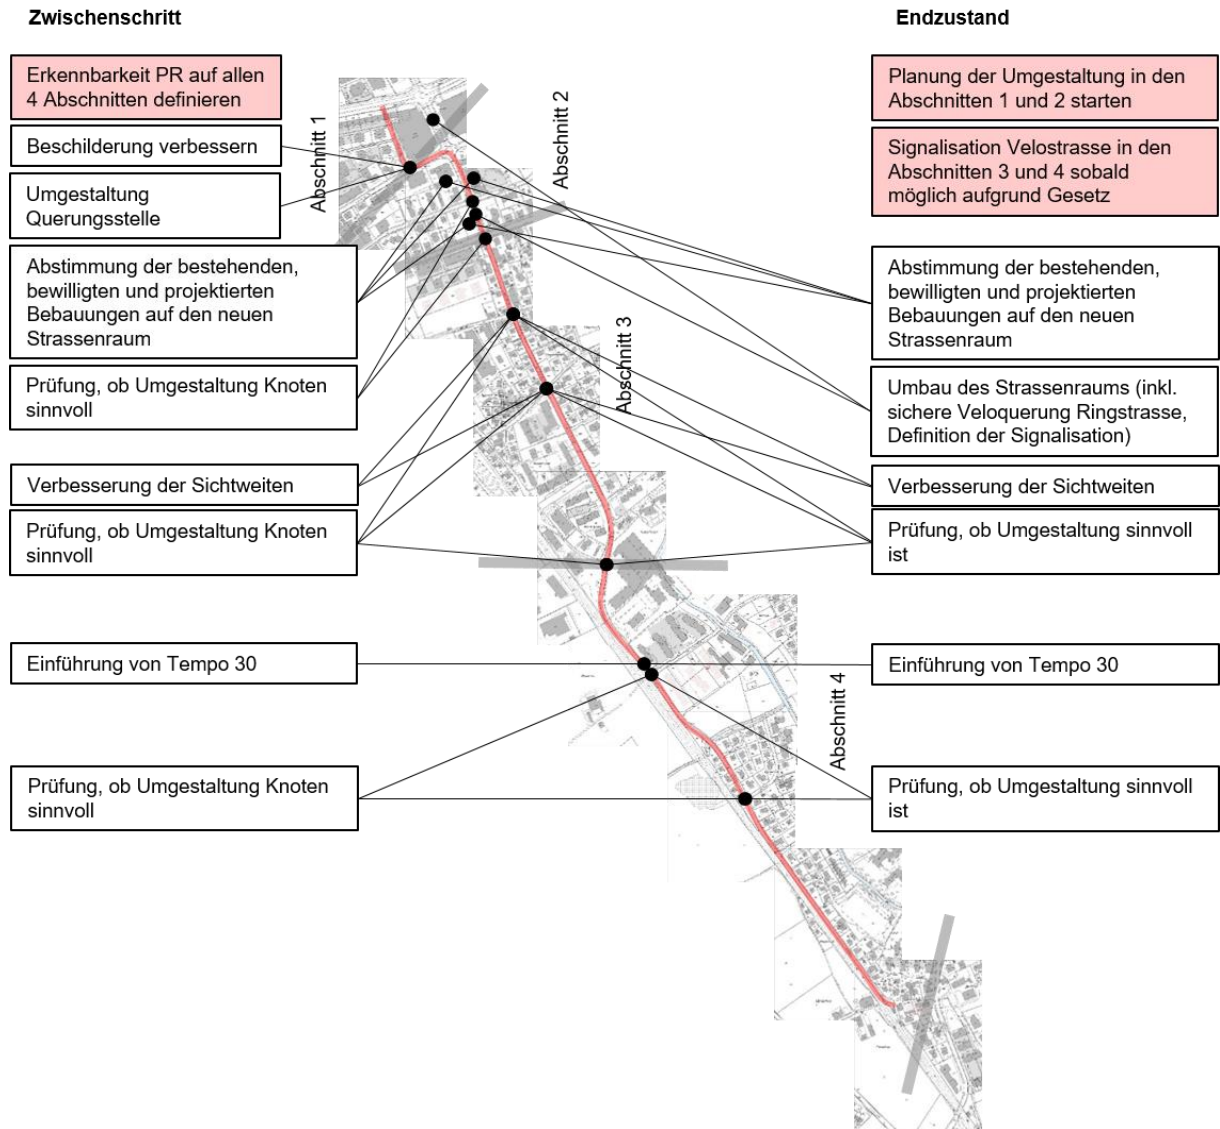 Zwischenschritt
Erkennbarkeit PR auf allen
4 Abschnitten definieren
Beschilderung verbessern
Umgestaltung
Querungsstelle
Abstimmung der bestehenden,
bewilligten und projektierten
Bebauungen auf den neuen
Strassenraum
Prüfung, ob Umgestaltung Knoten
sinnvoll
Verbesserung der Sichtweiten
Prüfung, ob Umgestaltung Knoten
sinnvoll
Einführung von Tempo 30
Prüfung, ob Umgestaltung Knoten
sinnvoll
Abschnitt 1
Abschnitt 2
Abschnitt 3
Abschnitt 4
Endzustand
Planung der Umgestaltung in den
Abschnitten 1 und 2 starten
Signalisation Velostrasse in den
Abschnitten 3 und 4 sobald
möglich aufgrund Gesetz
Abstimmung der bestehenden,
bewilligten und projektierten
Bebauungen auf den neuen
Strassenraum
Umbau des Strassenraums (inkl.
sichere Veloquerung Ringstrasse,
Definition der Signalisation)
Verbesserung der Sichtweiten
Prüfung, ob Umgestaltung sinnvoll
ist
Einführung von Tempo 30
Prüfung, ob Umgestaltung sinnvoll
ist